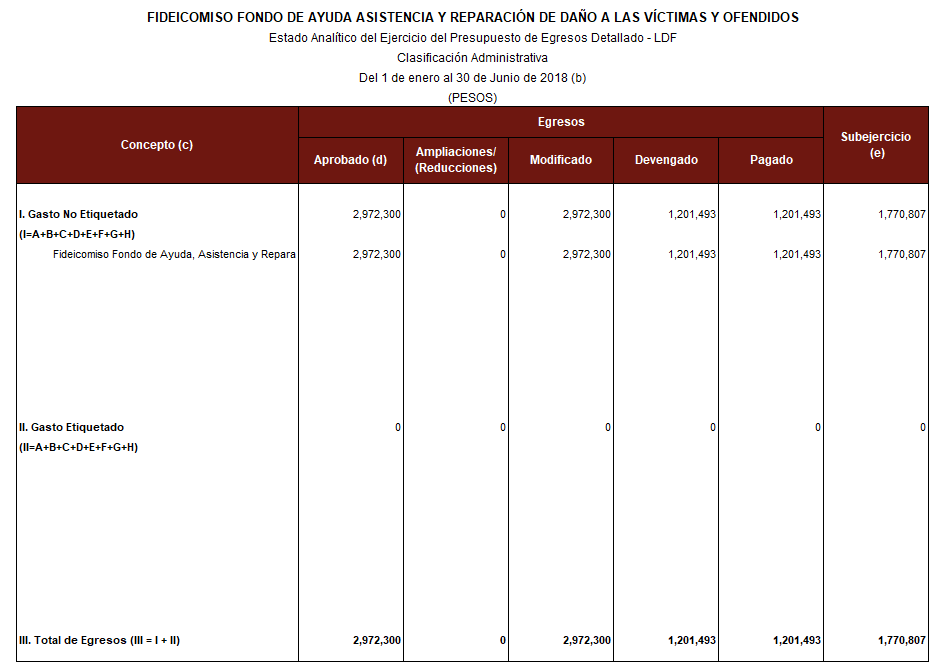 FIDEICOMISO FONDO DE AYUDA ASISTENCIA Y REPARACIÓN DE DAÑO A LAS VÍCTIMAS Y OFENDIDOS
Estado Analítico del Ejercicio del Presupuesto de Egresos Detallado - LDF
Clasificación Administrativa
Del 1 de enero al 30 de Junio de 2018 (b)
(PESOS)
Concepto (c) Egresos Subejercicio (e)
Aprobado (d) Ampliaciones/ (Reducciones) Modificado Devengado Pagado
I. Gasto No Etiquetado 2,972,300 0 2,972,300 1,201,493 1,201,493 1,770,807
(I=A+B+C+D+E+F+G+H)
Fideicomiso Fondo de Ayuda, Asistencia y Repara 2,972,300 0 2,972,300 1,201,493 1,201,493 1,770,807
II. Gasto Etiquetado 0 0 0 0 0 0
(II=A+B+C+D+E+F+G+H)
III. Total de Egresos (III = I + II) 2,972,300 0 2,972,300 1,201,493 1,201,493 1,770,807